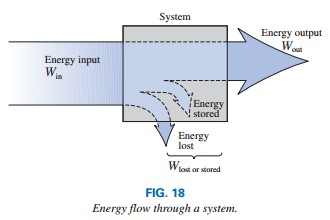 System
Energy output
Wout
Energy input
Win
Energy
stored
Energy
lost
Wlost or stored
FIG. 18
Energy flow through a system.